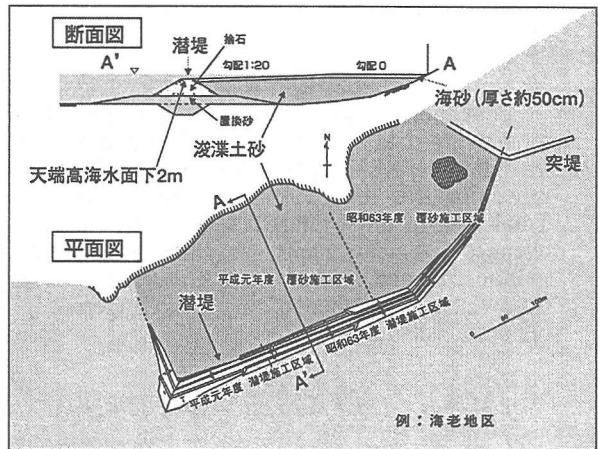 断面図
潜堤
捨石
A'
勾配1:20
勾配0
A
海砂(厚さ約50cm)
置換砂
浚渫土砂
天端高海水面下2m
N
突堤
A
昭和63年度 覆砂施工区域
平面図
平成元年度 覆砂施工区域
潜堤
昭和63年度 潜堤施工区域
平成元年度 潜堤施工区域
A'
0 50 100m
例:海老地区